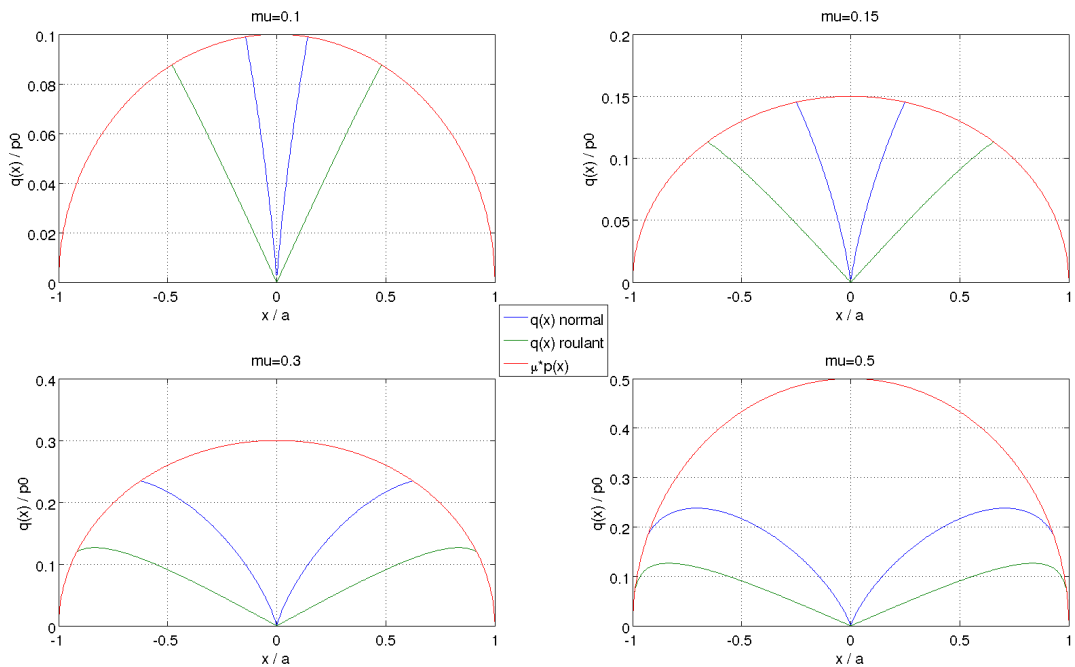 mu=0.1
0.1
0.08
0.06
0.04
0.02
0
q(x) / p0
-1
-0.5
0
0.5
1
x / a
mu=0.15
0.2
0.15
0.1
0.05
0
q(x) / p0
-1
-0.5
0
0.5
1
x / a
q(x) normal
q(x) roulant
μ*p(x)
mu=0.3
0.4
0.3
0.2
0.1
0
q(x) / p0
-1
-0.5
0
0.5
1
x / a
mu=0.5
0.5
0.4
0.3
0.2
0.1
0
q(x) / p0
-1
-0.5
0
0.5
1
x / a